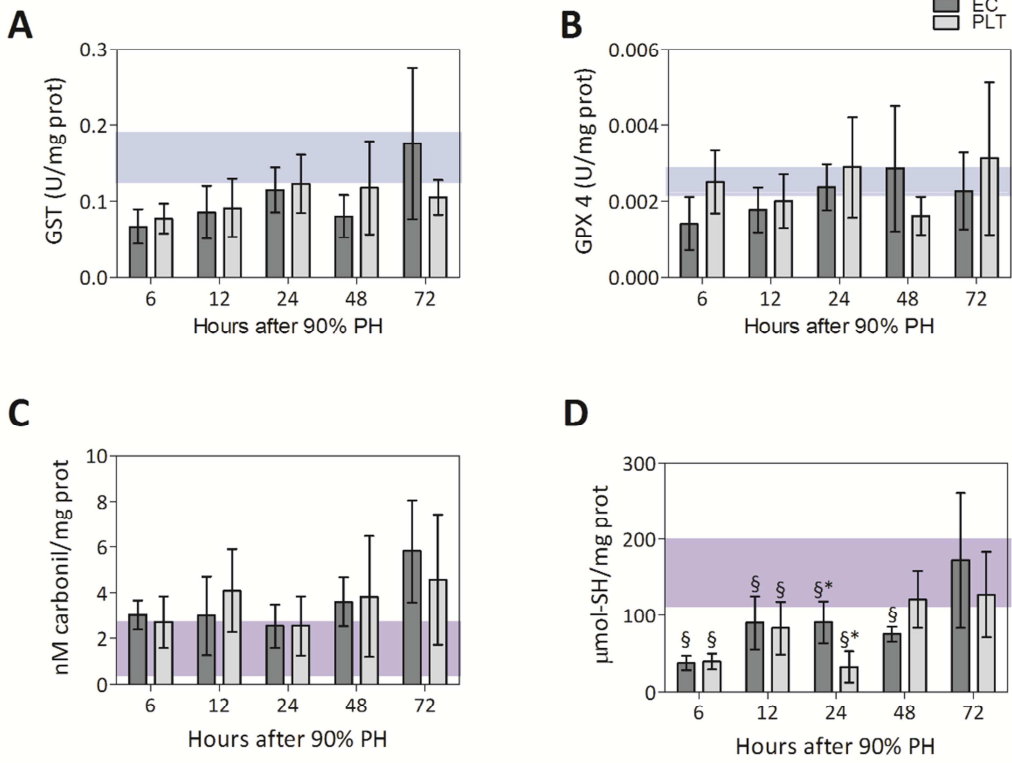 EC
PLT
A
B
GST (U/mg prot)
0.3
0.2
0.1
0.0
6 12 24 48 72
Hours after 90% PH
GPX 4 (U/mg prot)
0.006
0.004
0.002
0.000
6 12 24 48 72
Hours after 90% PH
C
D
nM carbonil/mg prot
10
8
6
4
2
0
6 12 24 48 72
Hours after 90% PH
µmol-SH/mg prot
300
200
100
0
§ § § § §* §* §
6 12 24 48 72
Hours after 90% PH